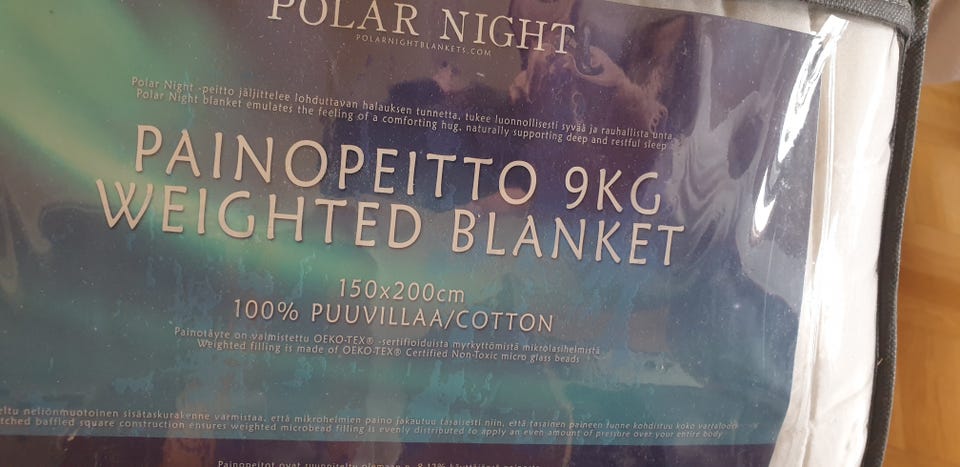 POLAR NIGHT
POLARNIGHTBLANKETS.COM
Polar Night -peitto jäljittelee lohduttavan halauksen tunnetta, tukee luonnollisesti syvää ja rauhallista unta
Polar Night blanket emulates the feeling of a comforting hug, naturally supporting deep and restful sleep
PAINOPEITTO 9KG
WEIGHTED BLANKET
150x200cm
100% PUUVILLAA/COTTON
Painotäyte on valmistettu OEKO-TEX® -sertifioiduista myrkyttömistä mikrolasihelmistä
Weighted filling is made of OEKO-TEX® Certified Non-Toxic micro glass beads
neliönmuotoinen sisätaskurakenne varmistaa, että mikrohelmien paino jakautuu tasaisesti niin, että tasainen paineen tunne kohdistuu koko vartaloon
baffled square construction ensures weighted microbead filling is evenly distributed to apply an even amount of pressure over your entire body
Painopeitot ovat